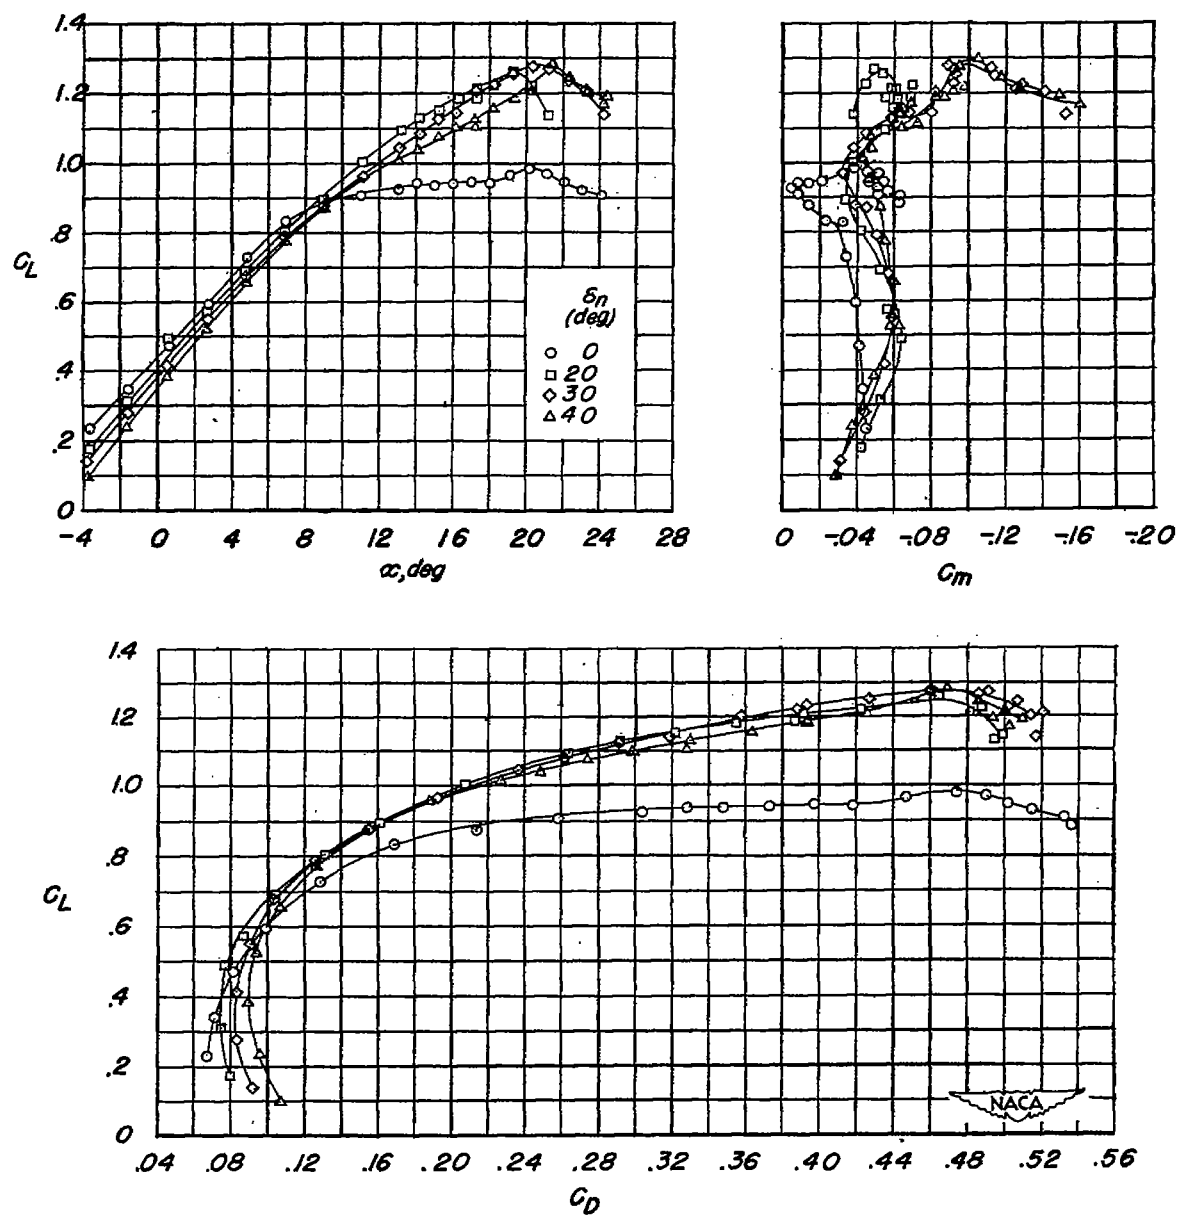 1.4
1.2
1.0
.8
.6
.4
.2
0
C_L
-4 0 4 8 12 16 20 24 28
α, deg
δn
(deg)
0
20
30
40
0 -.04 -.08 -.12 -.16 -.20
C_m
1.4
1.2
1.0
.8
.6
.4
.2
0
C_L
.04 .08 .12 .16 .20 .24 .28 .32 .36 .40 .44 .48 .52 .56
C_D
NACA